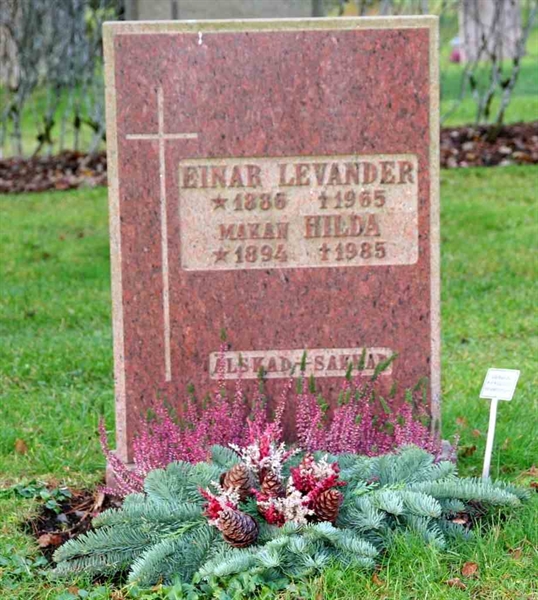 EINAR LEVANDER
★1886 ✝1965
MAKAN HILDA
★1894 ✝1985
ÄLSKAD + SAKNAD